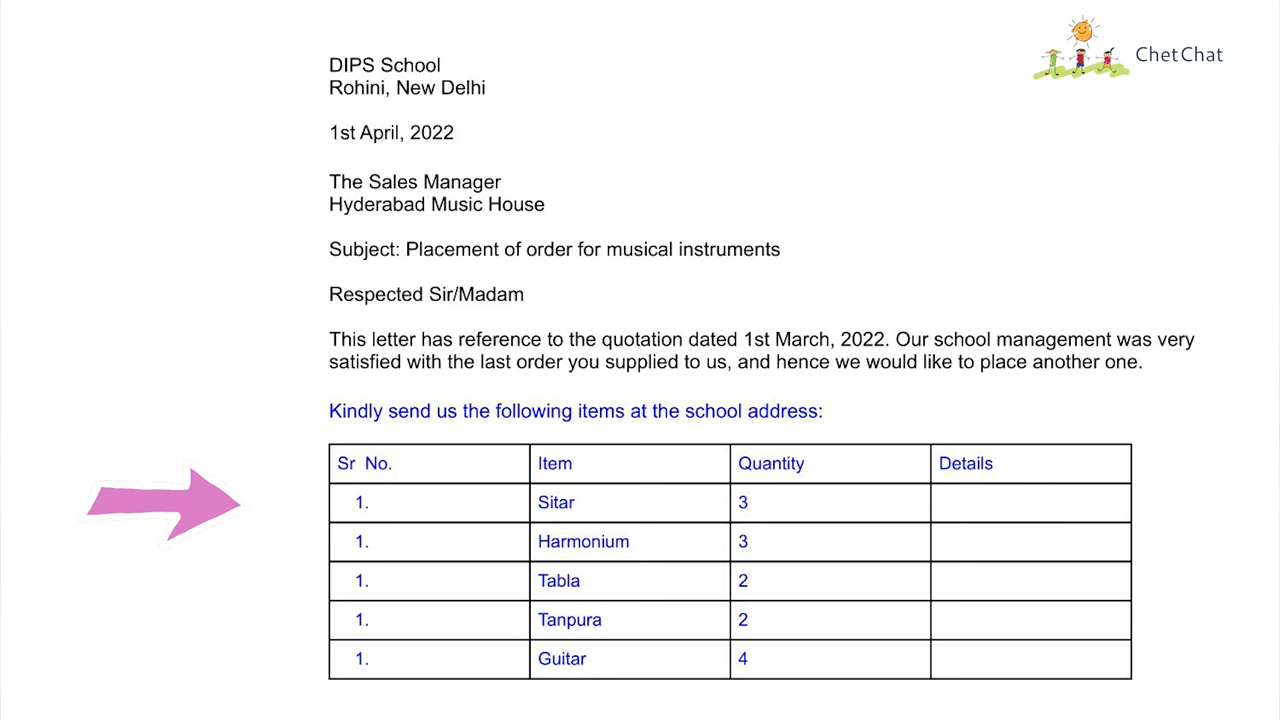 ChetChat
DIPS School
Rohini, New Delhi
1st April, 2022
The Sales Manager
Hyderabad Music House
Subject: Placement of order for musical instruments
Respected Sir/Madam
This letter has reference to the quotation dated 1st March, 2022. Our school management was very
satisfied with the last order you supplied to us, and hence we would like to place another one.
Kindly send us the following items at the school address:
Sr No. Item Quantity Details
1. Sitar 3
1. Harmonium 3
1. Tabla 2
1. Tanpura 2
1. Guitar 4